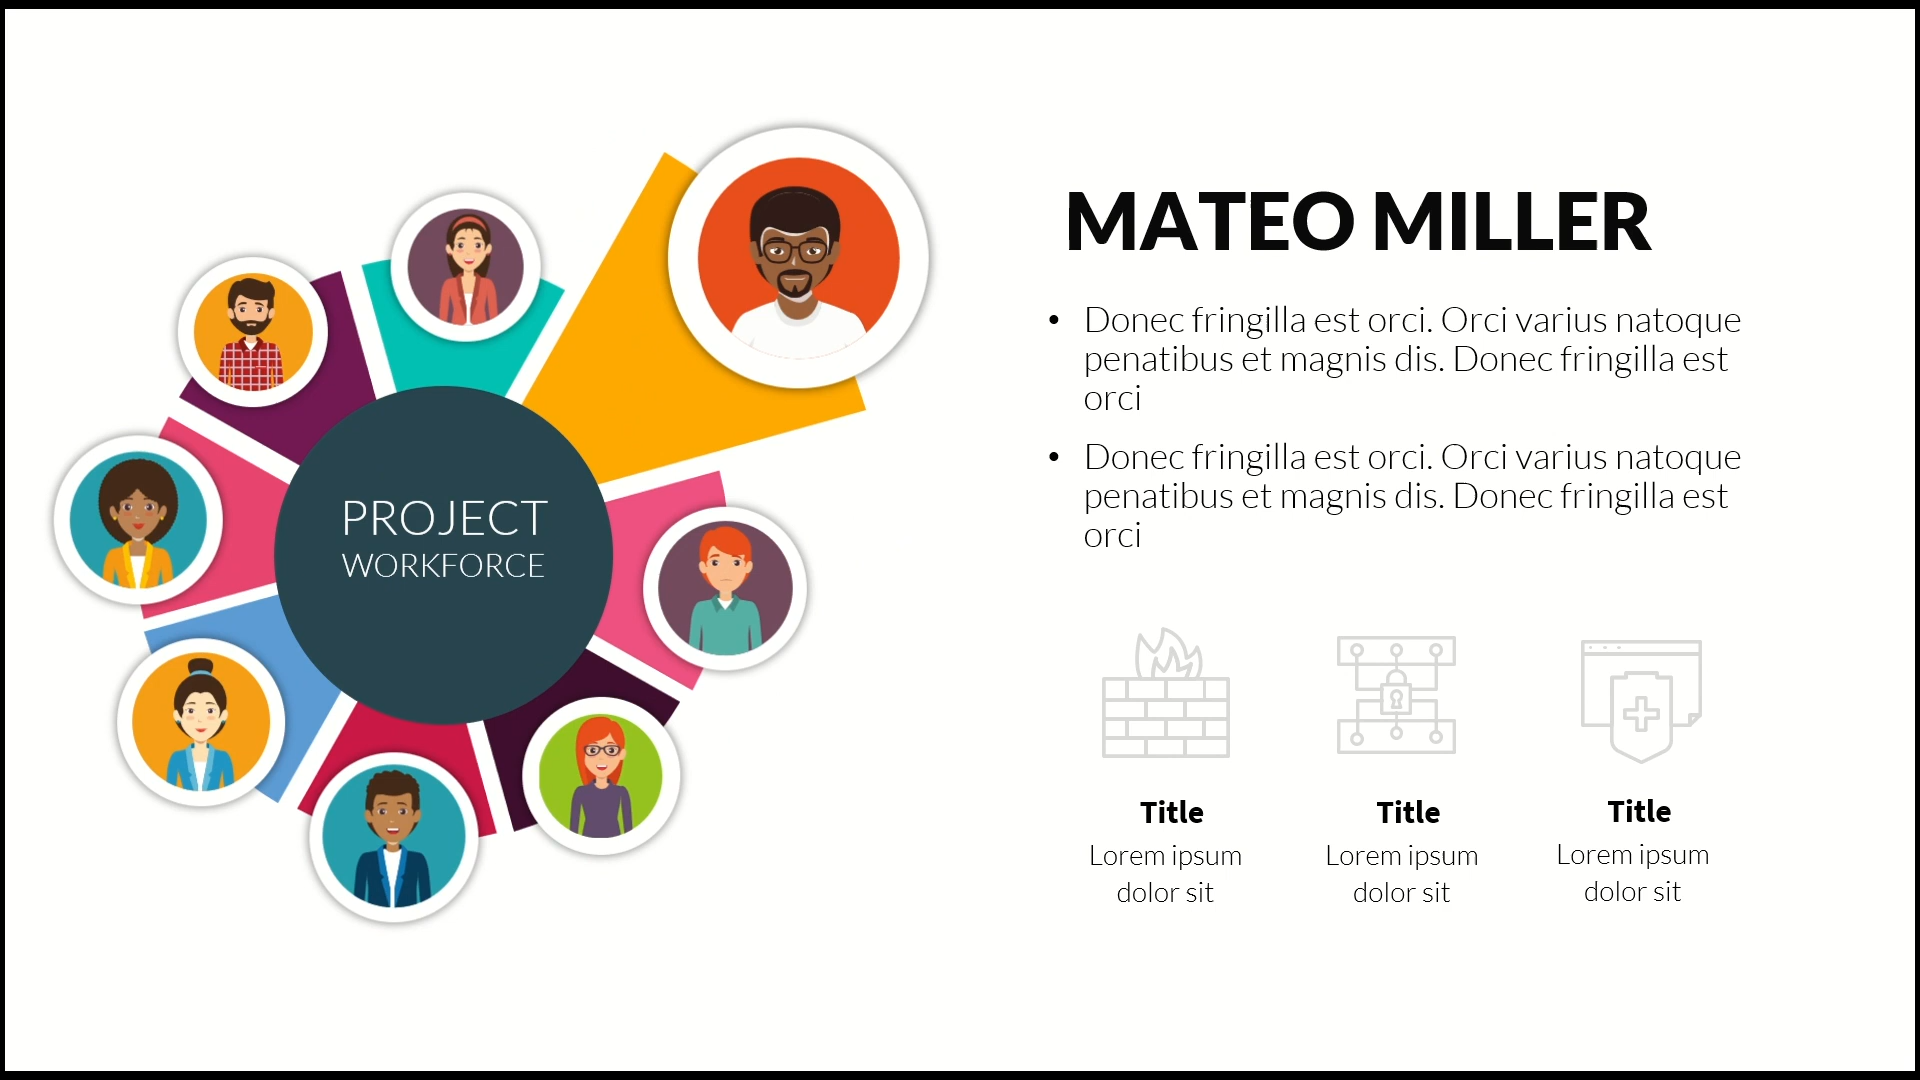 PROJECT
WORKFORCE
MATEO MILLER
• Donec fringilla est orci. Orci varius natoque
penatibus et magnis dis. Donec fringilla est
orci
• Donec fringilla est orci. Orci varius natoque
penatibus et magnis dis. Donec fringilla est
orci
Title
Lorem ipsum
dolor sit
Title
Lorem ipsum
dolor sit
Title
Lorem ipsum
dolor sit